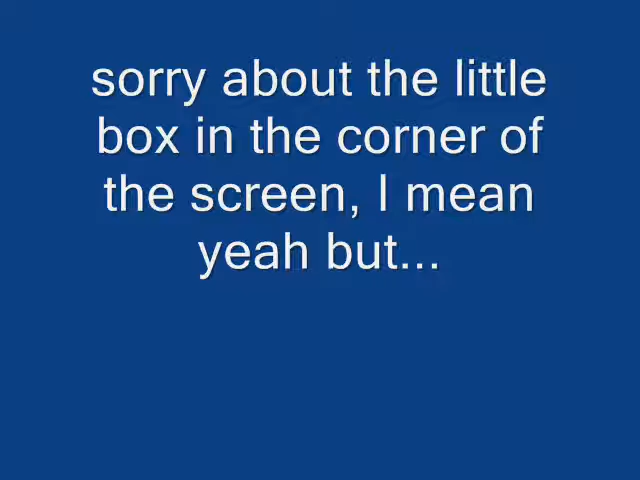 sorry about the little
box in the corner of
the screen, I mean
yeah but...